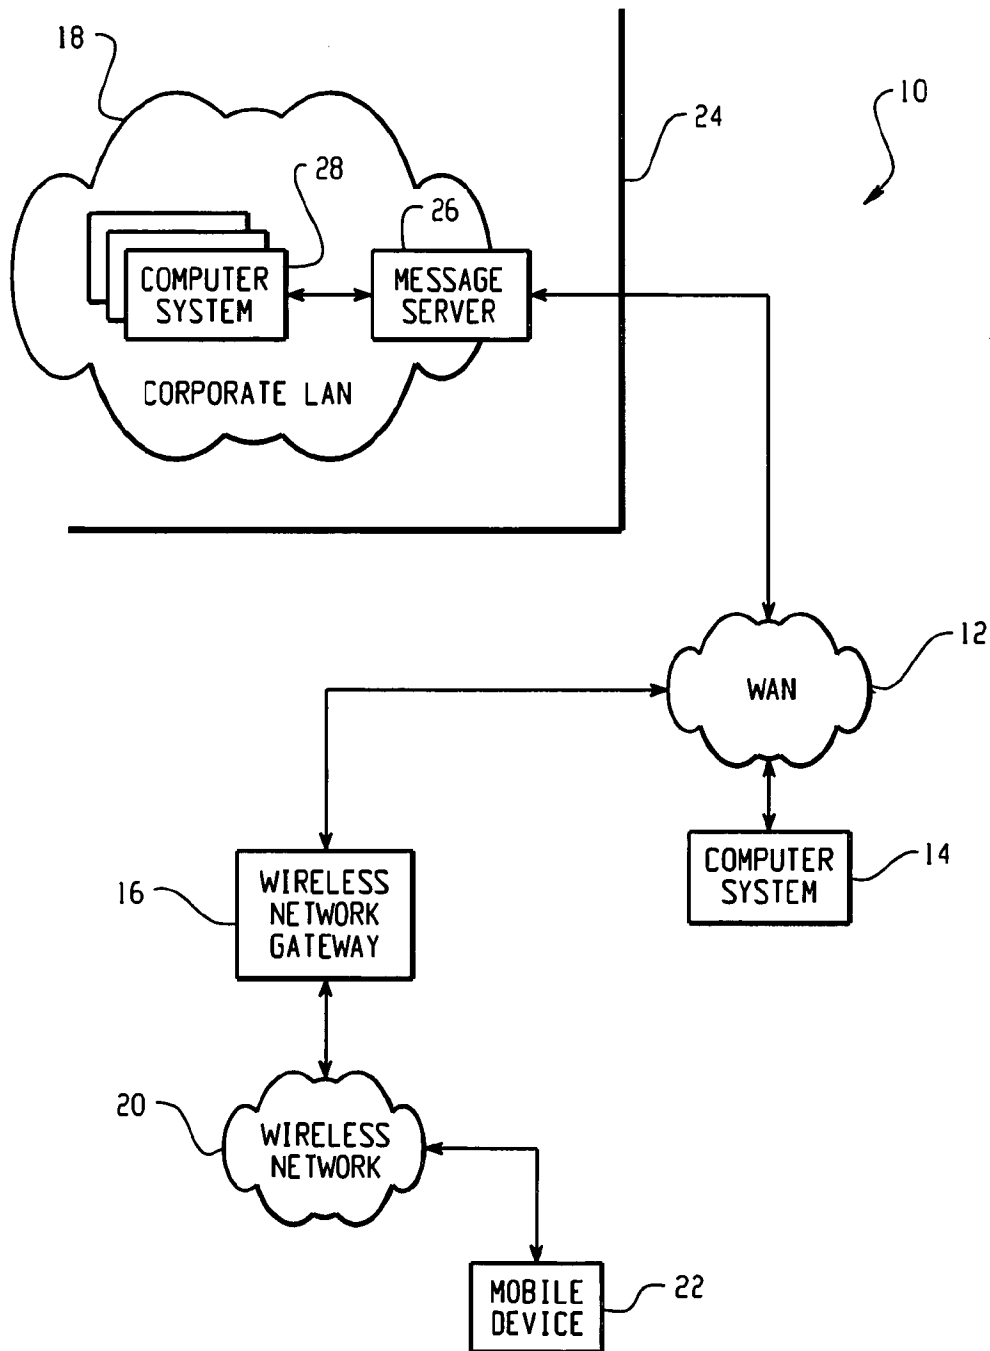 18
10
24
28
26
COMPUTER
SYSTEM
MESSAGE
SERVER
CORPORATE LAN
12
WAN
COMPUTER
SYSTEM
14
16
WIRELESS
NETWORK
GATEWAY
20
WIRELESS
NETWORK
MOBILE
DEVICE
22